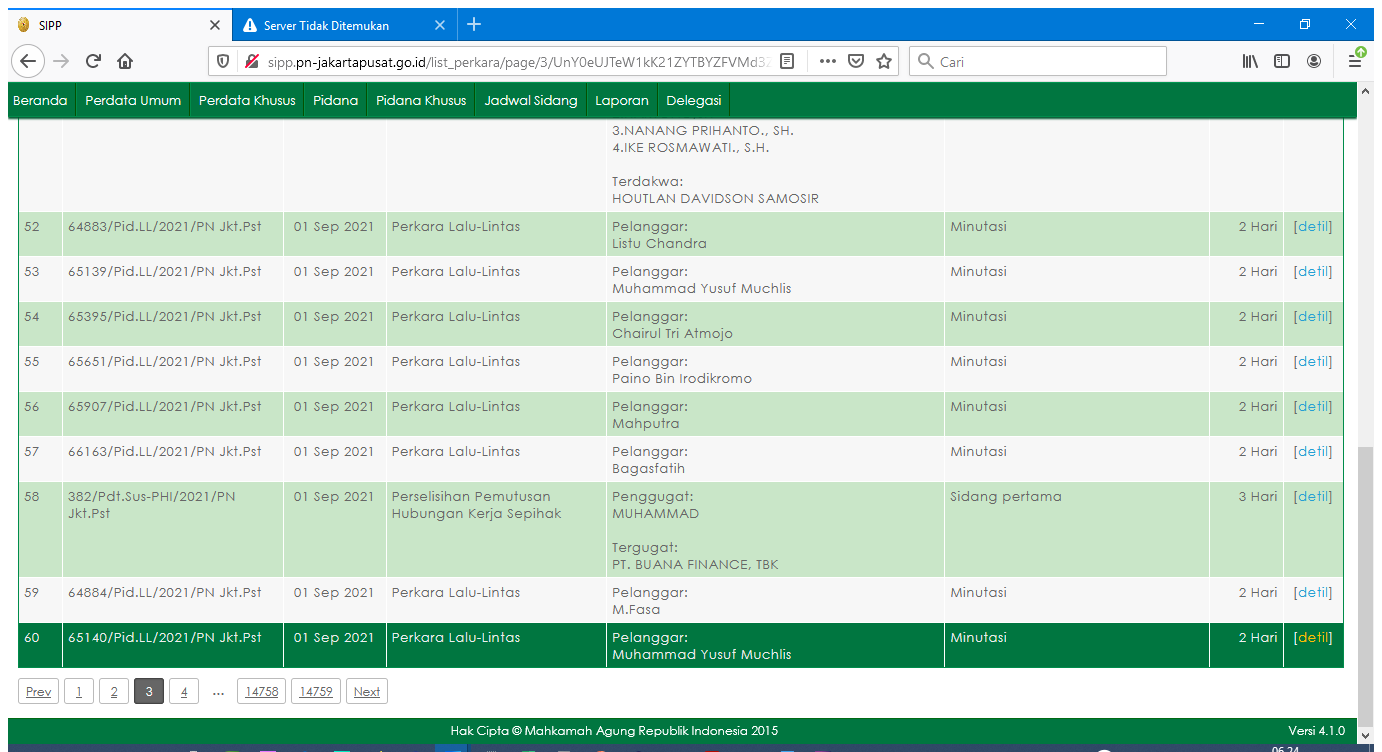 SIPP
Server Tidak Ditemukan
sipp.pn-jakartapusat.go.id/list_perkara/page/3/UnY0eUJTeW1kK21ZYTBYZFVMd3
Cari
Beranda Perdata Umum Perdata Khusus Pidana Pidana Khusus Jadwal Sidang Laporan Delegasi
3.NANANG PRIHANTO., SH.
4.IKE ROSMAWATI., S.H.
Terdakwa:
HOUTLAN DAVIDSON SAMOSIR
52 64883/Pid.LL/2021/PN Jkt.Pst 01 Sep 2021 Perkara Lalu-Lintas Pelanggar: Minutasi 2 Hari [detil]
Listu Chandra
53 65139/Pid.LL/2021/PN Jkt.Pst 01 Sep 2021 Perkara Lalu-Lintas Pelanggar: Minutasi 2 Hari [detil]
Muhammad Yusuf Muchlis
54 65395/Pid.LL/2021/PN Jkt.Pst 01 Sep 2021 Perkara Lalu-Lintas Pelanggar: Minutasi 2 Hari [detil]
Chairul Tri Atmojo
55 65651/Pid.LL/2021/PN Jkt.Pst 01 Sep 2021 Perkara Lalu-Lintas Pelanggar: Minutasi 2 Hari [detil]
Paino Bin Irodikromo
56 65907/Pid.LL/2021/PN Jkt.Pst 01 Sep 2021 Perkara Lalu-Lintas Pelanggar: Minutasi 2 Hari [detil]
Mahputra
57 66163/Pid.LL/2021/PN Jkt.Pst 01 Sep 2021 Perkara Lalu-Lintas Pelanggar: Minutasi 2 Hari [detil]
Bagasfatih
58 382/Pdt.Sus-PHI/2021/PN 01 Sep 2021 Perselisihan Pemutusan Penggugat: Sidang pertama 3 Hari [detil]
Jkt.Pst Hubungan Kerja Sepihak MUHAMMAD
Tergugat:
PT. BUANA FINANCE, TBK
59 64884/Pid.LL/2021/PN Jkt.Pst 01 Sep 2021 Perkara Lalu-Lintas Pelanggar: Minutasi 2 Hari [detil]
M.Fasa
60 65140/Pid.LL/2021/PN Jkt.Pst 01 Sep 2021 Perkara Lalu-Lintas Pelanggar: Minutasi 2 Hari [detil]
Muhammad Yusuf Muchlis
Prev 1 2 3 4 ... 14758 14759 Next
Hak Cipta © Mahkamah Agung Republik Indonesia 2015 Versi 4.1.0
06.24